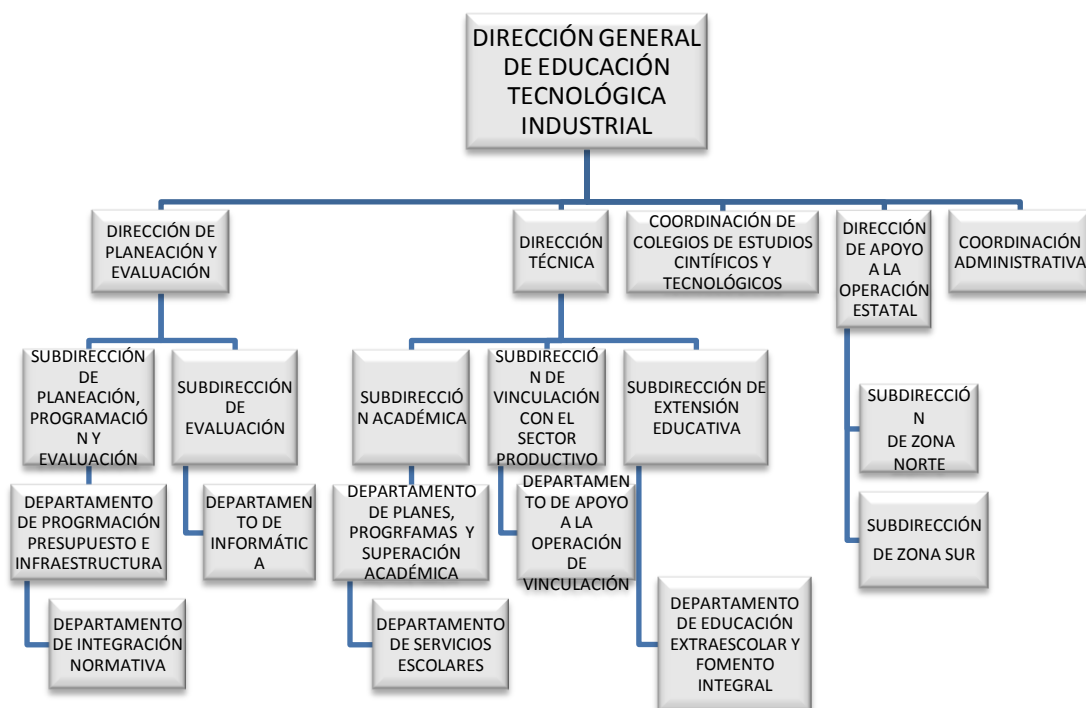 DIRECCIÓN GENERAL
DE EDUCACIÓN
TECNOLÓGICA
INDUSTRIAL
DIRECCIÓN DE
PLANEACIÓN Y
EVALUACIÓN
DIRECCIÓN
TÉCNICA
COORDINACIÓN DE
COLEGIOS DE ESTUDIOS
CINTÍFICOS Y
TECNOLÓGICOS
DIRECCIÓN
DE APOYO
A LA
OPERACIÓN
ESTATAL
COORDINACIÓN
ADMINISTRATIVA
SUBDIRECCIÓN
DE
PLANEACIÓN,
PROGRAMACIÓ
N Y
EVALUACIÓN
SUBDIRECCIÓN
DE
EVALUACIÓN
SUBDIRECCIÓ
N ACADÉMICA
SUBDIRECCIÓ
N DE
VINCULACIÓN
CON EL
SECTOR
PRODUCTIVO
SUBDIRECCIÓN DE
EXTENSIÓN
EDUCATIVA
SUBDIRECCIÓ
N
DE ZONA
NORTE
SUBDIRECCIÓN
DE ZONA SUR
DEPARTAMENTO
DE PROGRMACIÓN
PRESUPUESTO E
INFRAESTRUCTURA
DEPARTAMEN
TO DE
INFORMÁTIC
A
DEPARTAMENTO
DE PLANES,
PROGRFAMAS Y
SUPERACIÓN
ACADÉMICA
DEPARTAME
NTO DE APOYO
A LA
OPERACIÓN
DE
VINCULACIÓN
DEPARTAMENTO
DE INTEGRACIÓN
NORMATIVA
DEPARTAMENTO
DE SERVICIOS
ESCOLARES
DEPARTAMENTO
DE EDUCACIÓN
EXTRAESCOLAR Y
FOMENTO
INTEGRAL